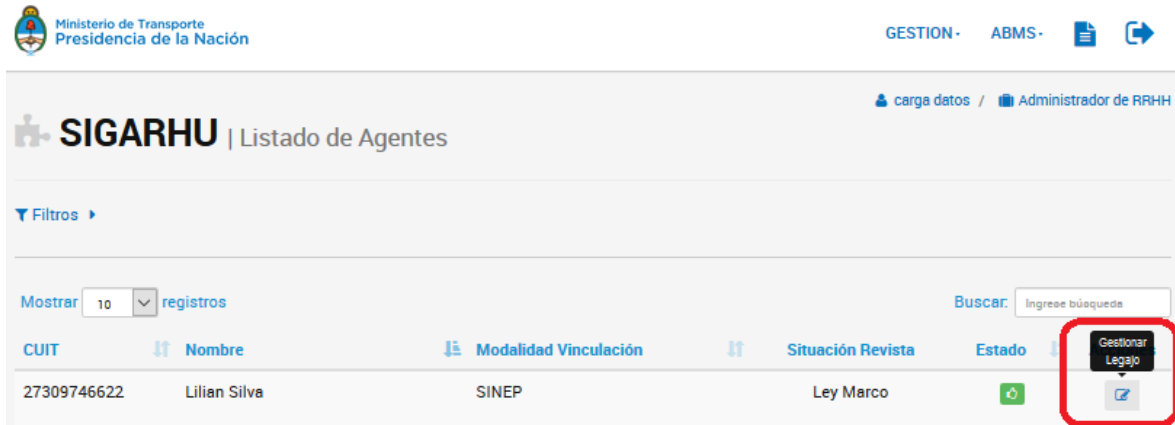 Ministerio de Transporte
Presidencia de la Nación
GESTION ABMS
carga datos / Administrador de RRHH
SIGARHU | Listado de Agentes
Filtros
Mostrar 10 registros Buscar: Ingrese búsqueda
CUIT Nombre Modalidad Vinculación Situación Revista Estado
Gestionar
Legajo
27309746622 Lilian Silva SINEP Ley Marco